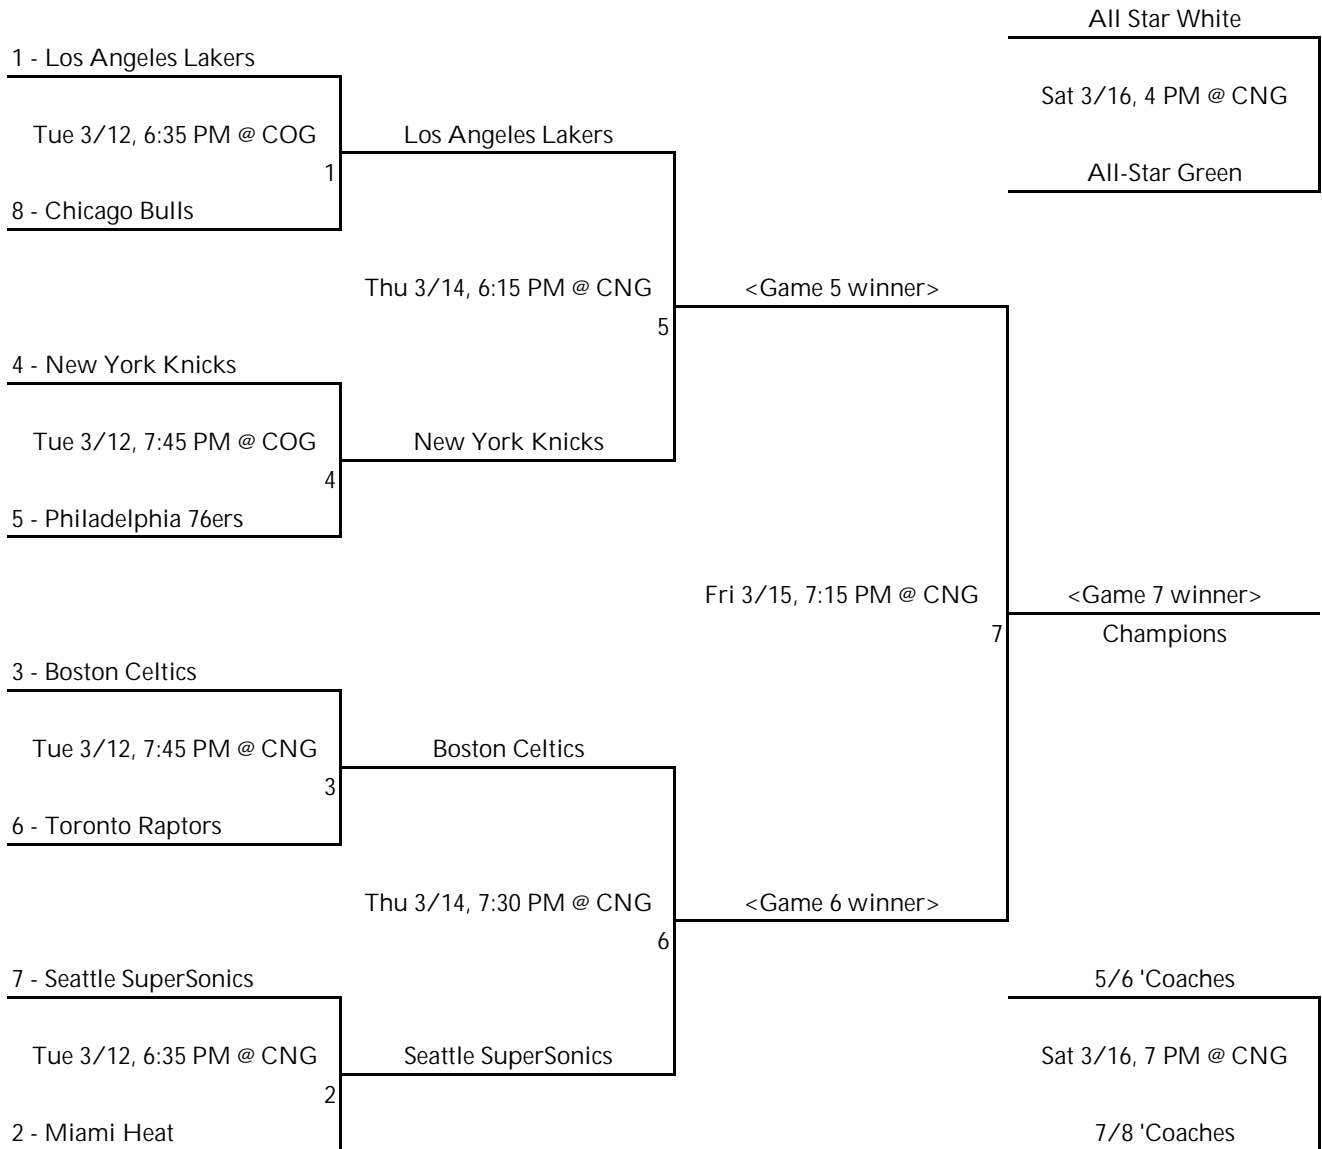 All Star White
1 - Los Angeles Lakers
Sat 3/16, 4 PM @ CNG
Tue 3/12, 6:35 PM @ COG
Los Angeles Lakers
1
All-Star Green
8 - Chicago Bulls
Thu 3/14, 6:15 PM @ CNG
<Game 5 winner>
5
4 - New York Knicks
Tue 3/12, 7:45 PM @ COG
New York Knicks
4
5 - Philadelphia 76ers
Fri 3/15, 7:15 PM @ CNG
<Game 7 winner>
7
Champions
3 - Boston Celtics
Tue 3/12, 7:45 PM @ CNG
Boston Celtics
3
6 - Toronto Raptors
Thu 3/14, 7:30 PM @ CNG
<Game 6 winner>
6
7 - Seattle SuperSonics
5/6 'Coaches
Tue 3/12, 6:35 PM @ CNG
Seattle SuperSonics
Sat 3/16, 7 PM @ CNG
2
2 - Miami Heat
7/8 'Coaches